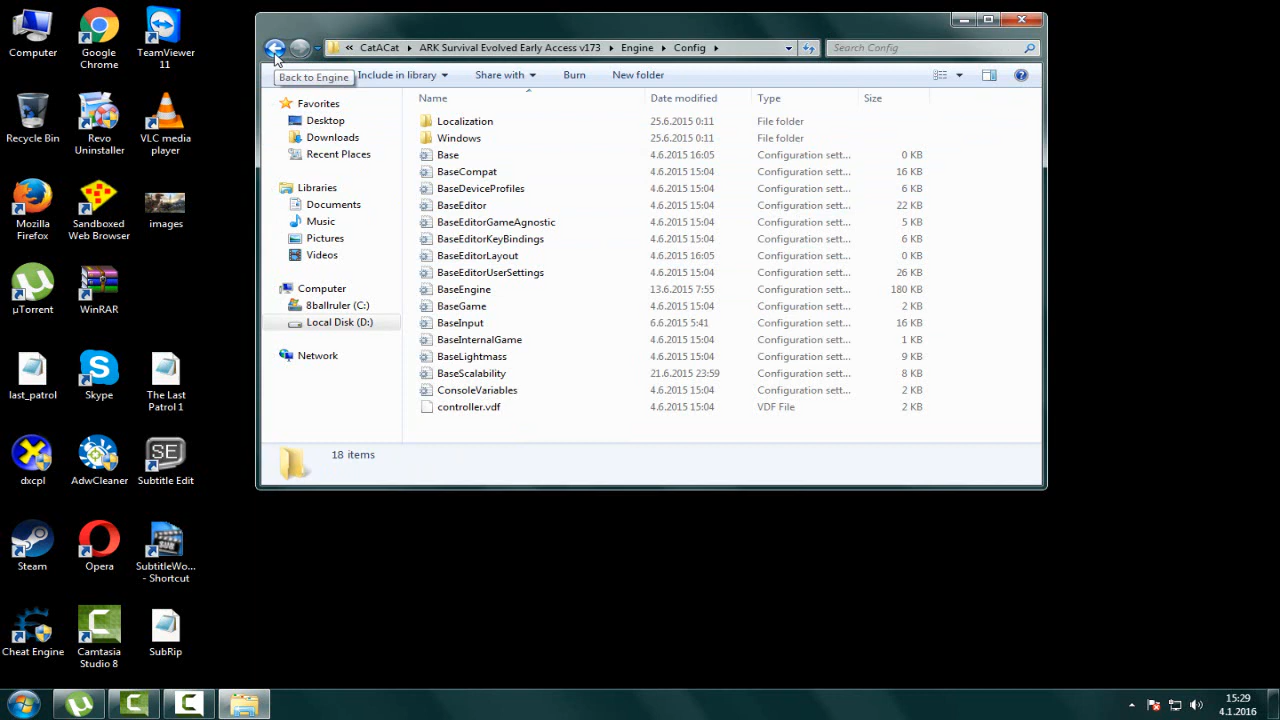 Computer
Google
Chrome
TeamViewer
11
Recycle Bin
Revo
Uninstaller
VLC media
player
Mozilla
Firefox
Sandboxed
Web Browser
images
µTorrent
WinRAR
last_patrol
Skype
The Last
Patrol 1
dxcpl
AdwCleaner
SE
Subtitle Edit
Steam
Opera
SUB
SubtitleWo...
- Shortcut
Cheat Engine
Camtasia
Studio 8
SubRip
« CatACat ARK Survival Evolved Early Access v173 Engine Config
Search Config
Back to Engine
Include in library
Share with
Burn
New folder
Favorites
Desktop
Downloads
Recent Places
Libraries
Documents
Music
Pictures
Videos
Computer
8ballruler (C:)
Local Disk (D:)
Network
Name Date modified Type Size
Localization 25.6.2015 0:11 File folder
Windows 25.6.2015 0:11 File folder
Base 4.6.2015 16:05 Configuration sett... 0 KB
BaseCompat 4.6.2015 15:04 Configuration sett... 16 KB
BaseDeviceProfiles 4.6.2015 15:04 Configuration sett... 6 KB
BaseEditor 4.6.2015 15:04 Configuration sett... 22 KB
BaseEditorGameAgnostic 4.6.2015 15:04 Configuration sett... 5 KB
BaseEditorKeyBindings 4.6.2015 15:04 Configuration sett... 6 KB
BaseEditorLayout 4.6.2015 16:05 Configuration sett... 0 KB
BaseEditorUserSettings 4.6.2015 15:04 Configuration sett... 26 KB
BaseEngine 13.6.2015 7:55 Configuration sett... 180 KB
BaseGame 4.6.2015 15:04 Configuration sett... 2 KB
BaseInput 6.6.2015 5:41 Configuration sett... 16 KB
BaseInternalGame 4.6.2015 15:04 Configuration sett... 1 KB
BaseLightmass 4.6.2015 15:04 Configuration sett... 9 KB
BaseScalability 21.6.2015 23:59 Configuration sett... 8 KB
ConsoleVariables 4.6.2015 15:04 Configuration sett... 2 KB
controller.vdf 4.6.2015 15:04 VDF File 2 KB
18 items
15:29
4.1.2016